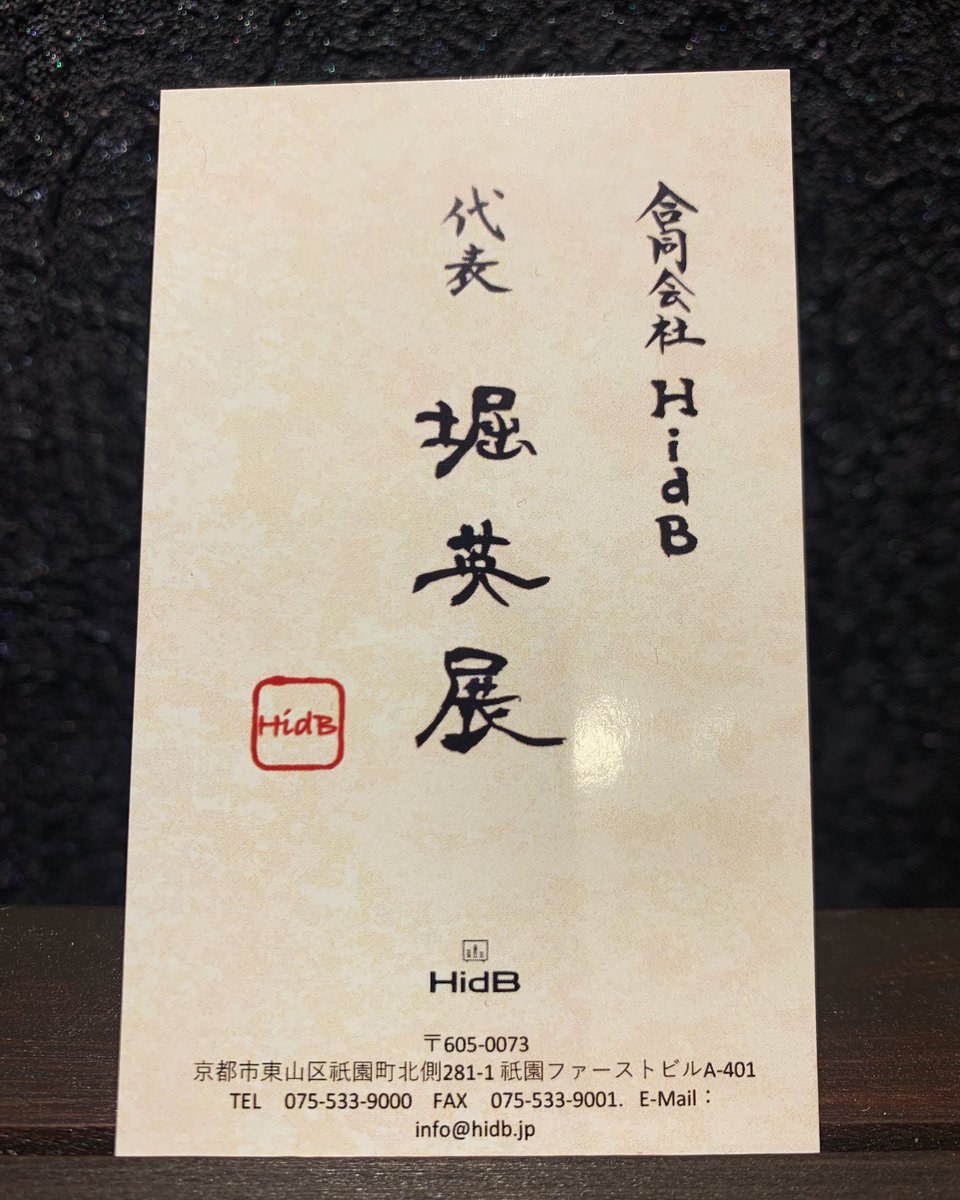 合同会社 HidB
代表 堀英展
HidB
HidB
〒605-0073
京都市東山区祇園町北側281-1 祇園ファーストビルA-401
TEL 075-533-9000 FAX 075-533-9001. E-Mail：
info@hidb.jp